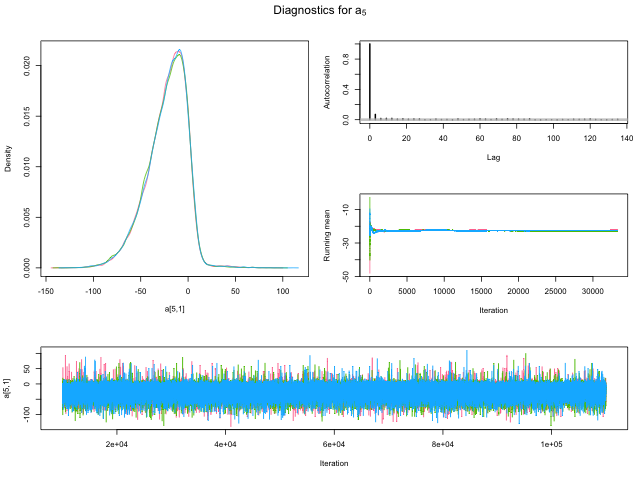 Diagnostics for a5
Density
0.000 0.005 0.010 0.015 0.020
-150 -100 -50 0 50 100
a[5,1]
Autocorrelation
0.0 0.4 0.8
0 20 40 60 80 100 120 140
Lag
Running mean
-50 -30 -10
0 5000 10000 15000 20000 25000 30000
Iteration
a[5,1]
-100 0 50
2e+04 4e+04 6e+04 8e+04 1e+05
Iteration